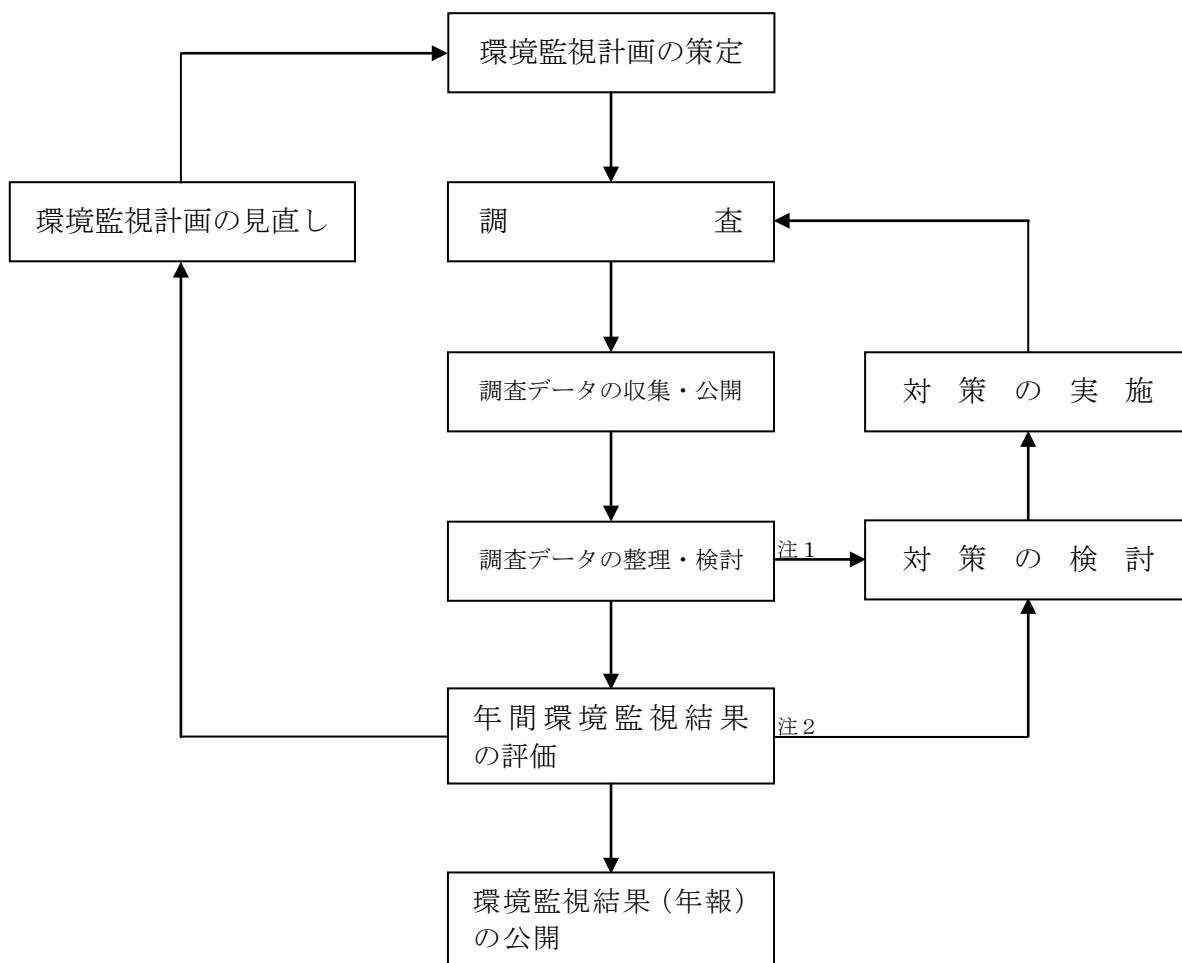 環境監視計画の策定
環境監視計画の見直し
調査
調査データの収集・公開
対策の実施
調査データの整理・検討
注１
対策の検討
年間環境監視結果
の評価
注２
環境監視結果（年報）
の公開